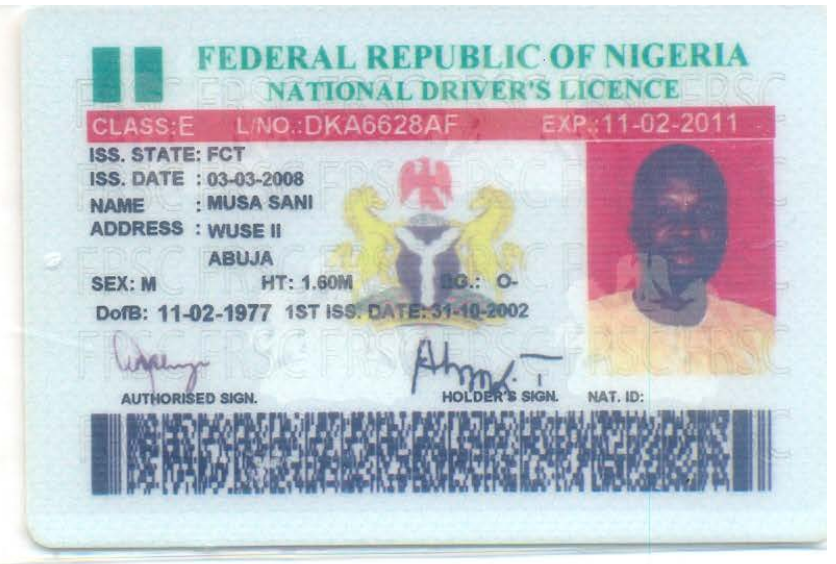 FEDERAL REPUBLIC OF NIGERIA
NATIONAL DRIVER'S LICENCE
CLASS:E L/NO.:DKA6628AF EXP.:11-02-2011
ISS. STATE: FCT
ISS. DATE : 03-03-2008
NAME : MUSA SANI
ADDRESS : WUSE II
ABUJA
SEX: M HT: 1.60M BG.: O-
DofB: 11-02-1977 1ST ISS. DATE: 31-10-2002
AUTHORISED SIGN. HOLDER'S SIGN. NAT. ID: